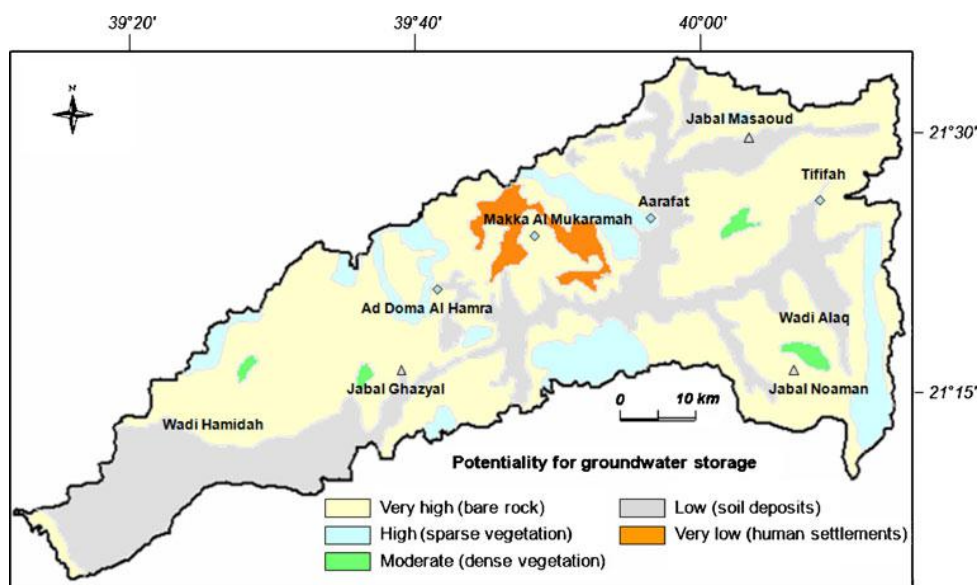 39°20'
39°40'
40°00'
N
Jabal Masaoud
21°30'
Tififah
Aarafat
Makka Al Mukaramah
Ad Doma Al Hamra
Wadi Alaq
Jabal Ghazyal
Jabal Noaman
21°15'
0 10 km
Wadi Hamidah
Potentiality for groundwater storage
Very high (bare rock)
Low (soil deposits)
High (sparse vegetation)
Very low (human settlements)
Moderate (dense vegetation)